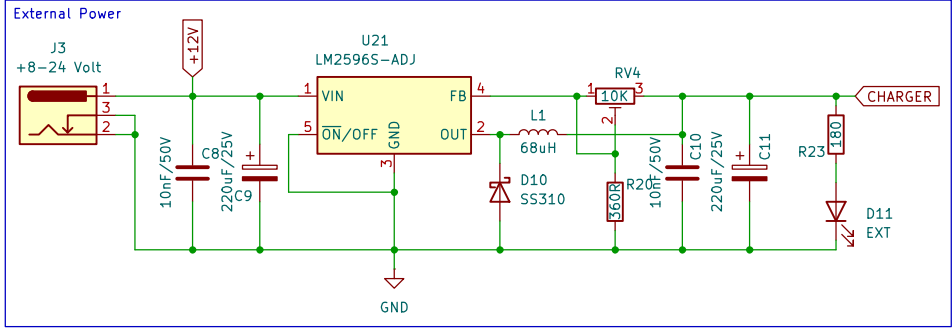 External Power
J3
+8-24 Volt
1
3
2
+12V
C8
10nF/50V
220uF/25V
C9
+
U21
LM2596S-ADJ
1
VIN
5
ON/OFF
GND
3
FB
4
OUT
2
L1
68uH
D10
SS310
RV4
1
10K
3
2
R20
360R
10nF/50V
C10
220uF/25V
+
C11
R23
180
CHARGER
D11
EXT
GND